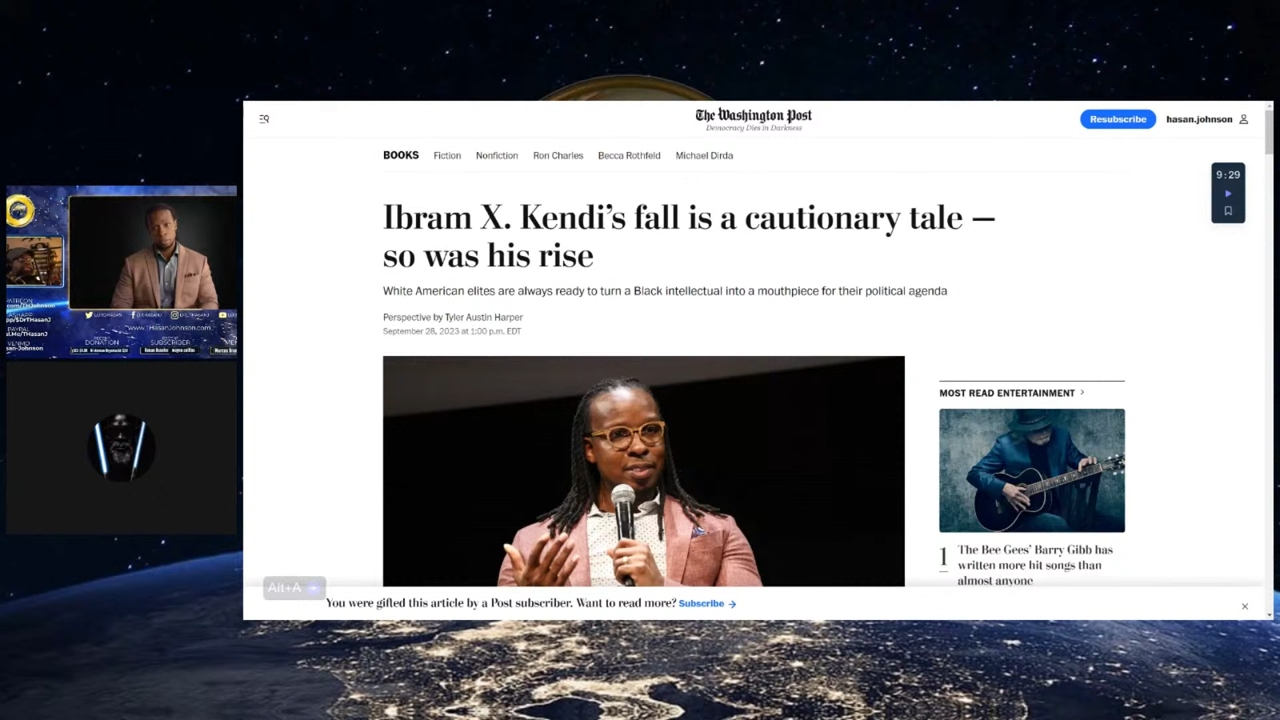 The Washington Post
Democracy Dies in Darkness
Resubscribe
hasan.johnson
BOOKS
Fiction
Nonfiction
Ron Charles
Becca Rothfeld
Michael Dirda
9:29
Ibram X. Kendi's fall is a cautionary tale —
so was his rise
White American elites are always ready to turn a Black intellectual into a mouthpiece for their political agenda
Perspective by Tyler Austin Harper
September 28, 2023 at 1:00 p.m. EDT
MOST READ ENTERTAINMENT
1
The Bee Gees' Barry Gibb has
written more hit songs than
almost anyone
Alt+A
You were gifted this article by a Post subscriber. Want to read more? Subscribe →
www.THasanJohnson.com
DONATION
SUBSCRIBER